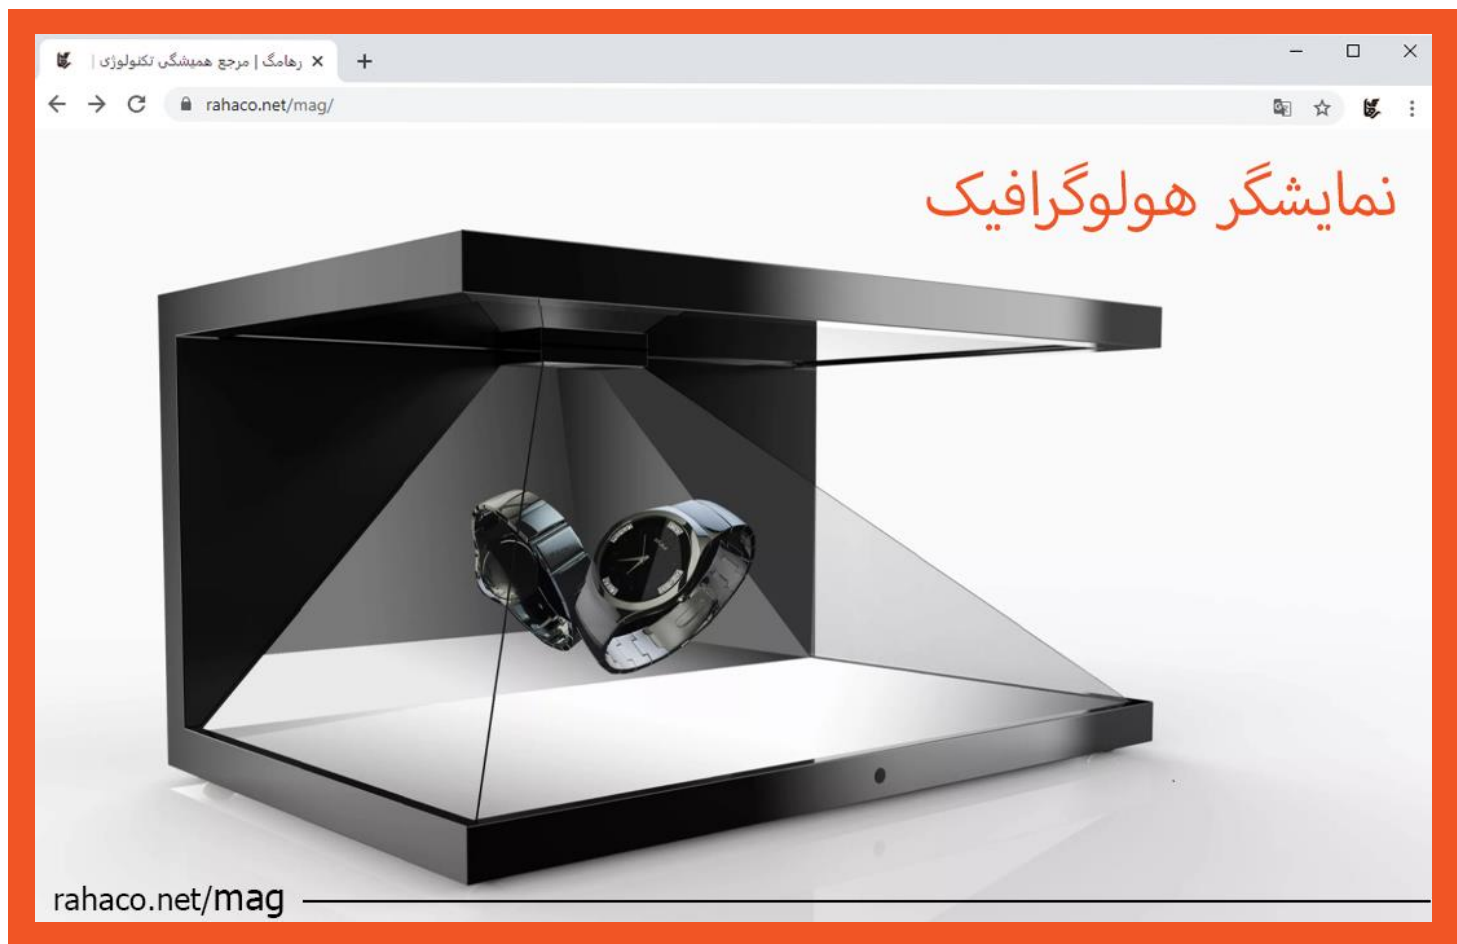 رهامگ | مرجع همیشگی تکنولوژی |
rahaco.net/mag/
نمایشگر هولوگرافیک
rahaco.net/mag